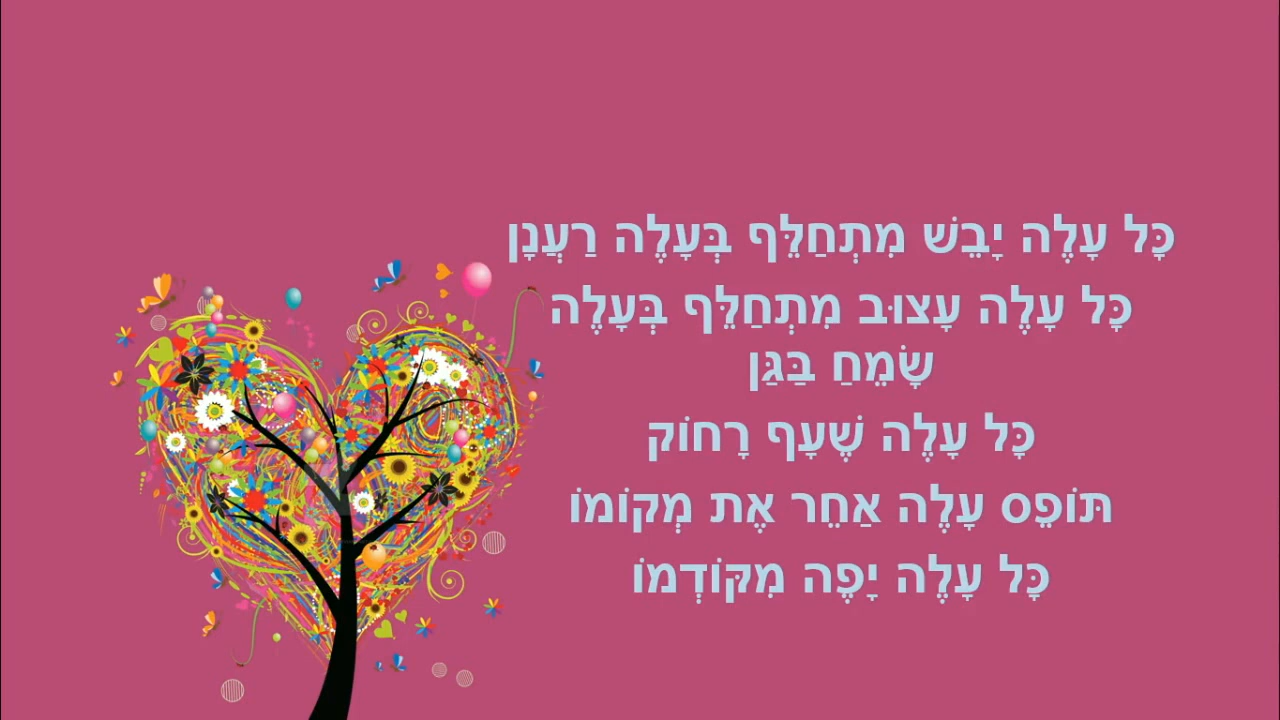 כָּל עָלֶה יָבֵשׁ מִתְחַלֵּף בְּעָלֶה רַעֲנָן
כָּל עָלֶה עָצוּב מִתְחַלֵּף בְּעָלֶה
שָׂמֵחַ בַּגַּן
כָּל עָלֶה שֶׁעָף רָחוֹק
תּוֹפֵס עָלֶה אַחֵר אֶת מְקוֹמוֹ
כָּל עָלֶה יָפֶה מִקּוֹדְמוֹ